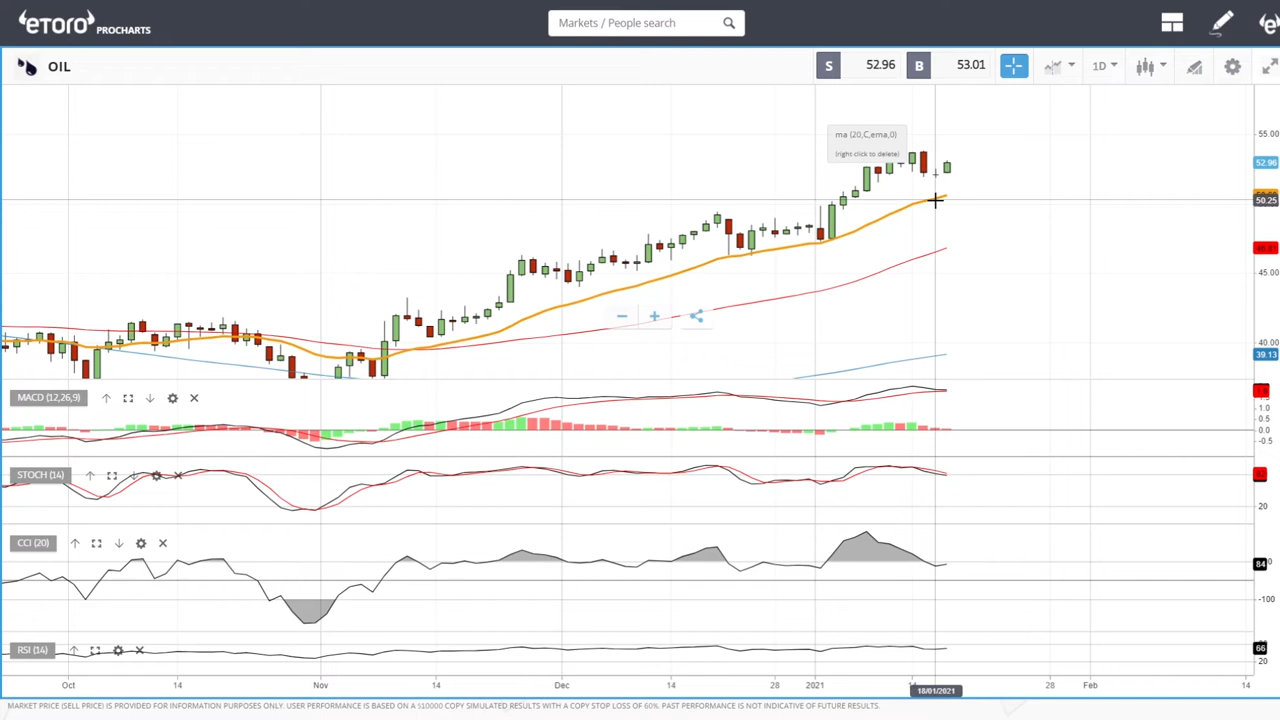 eTORO PROCHARTS
Markets / People search
OIL
S 52.96 B 53.01
1D
ma (20,C,ema,0)
(right click to delete)
55.00
52.96
50.25
45.00
40.00
39.13
MACD (12,26,9)
0.5
0.0
-0.5
STOCH (14)
20
CCI (20)
84
-100
RSI (14)
66
20
Oct 14 Nov 14 Dec 14 28 2021 28 Feb 14
18/01/2021
MARKET PRICE (SELL PRICE) IS PROVIDED FOR INFORMATION PURPOSES ONLY. USER PERFORMANCE IS BASED ON A $10000 COPY SIMULATED RESULTS WITH A COPY STOP LOSS OF 60%. PAST PERFORMANCE IS NOT INDICATIVE OF FUTURE RESULTS.